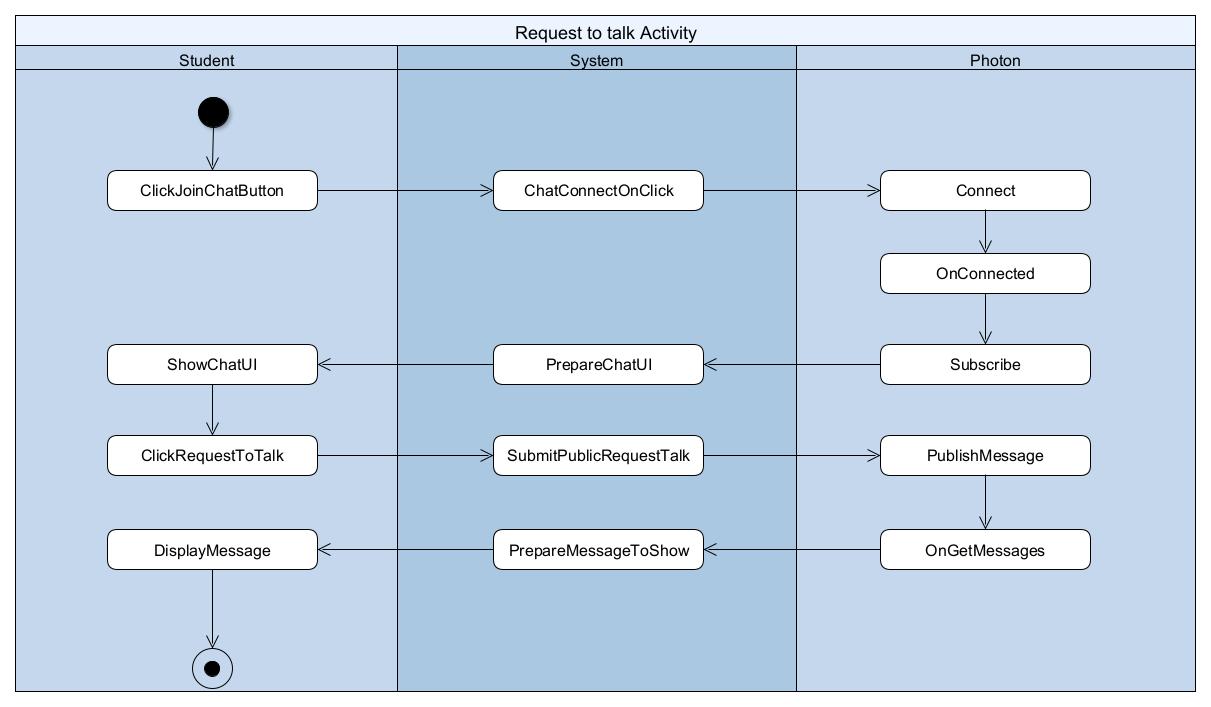 Request to talk Activity
Student
System
Photon
ClickJoinChatButton
ChatConnectOnClick
Connect
OnConnected
ShowChatUI
PrepareChatUI
Subscribe
ClickRequestToTalk
SubmitPublicRequestTalk
PublishMessage
DisplayMessage
PrepareMessageToShow
OnGetMessages